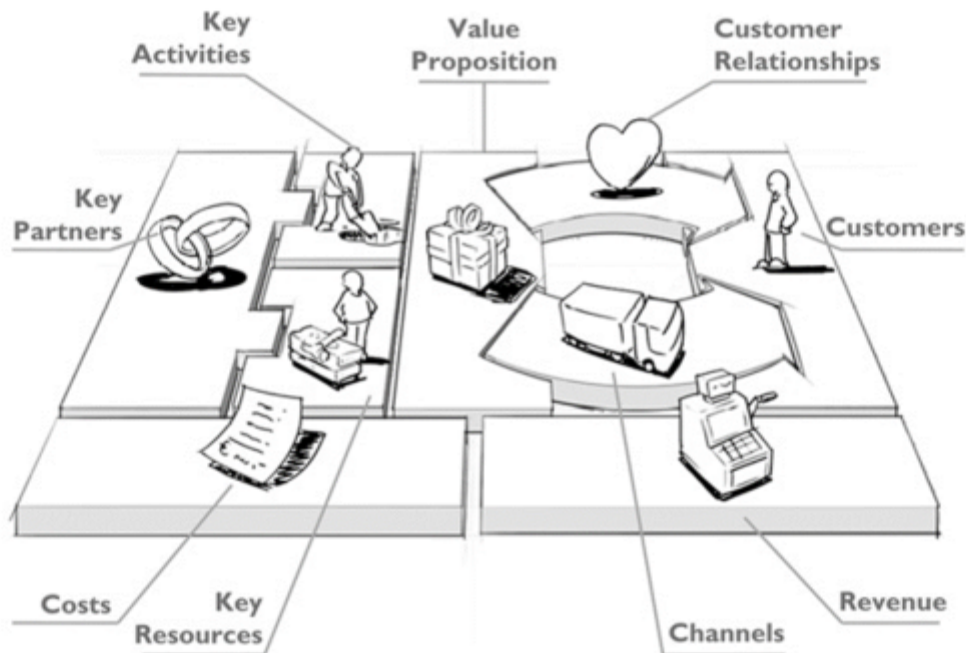 Key
Activities
Value
Proposition
Customer
Relationships
Key
Partners
Customers
Costs
Key
Resources
Channels
Revenue